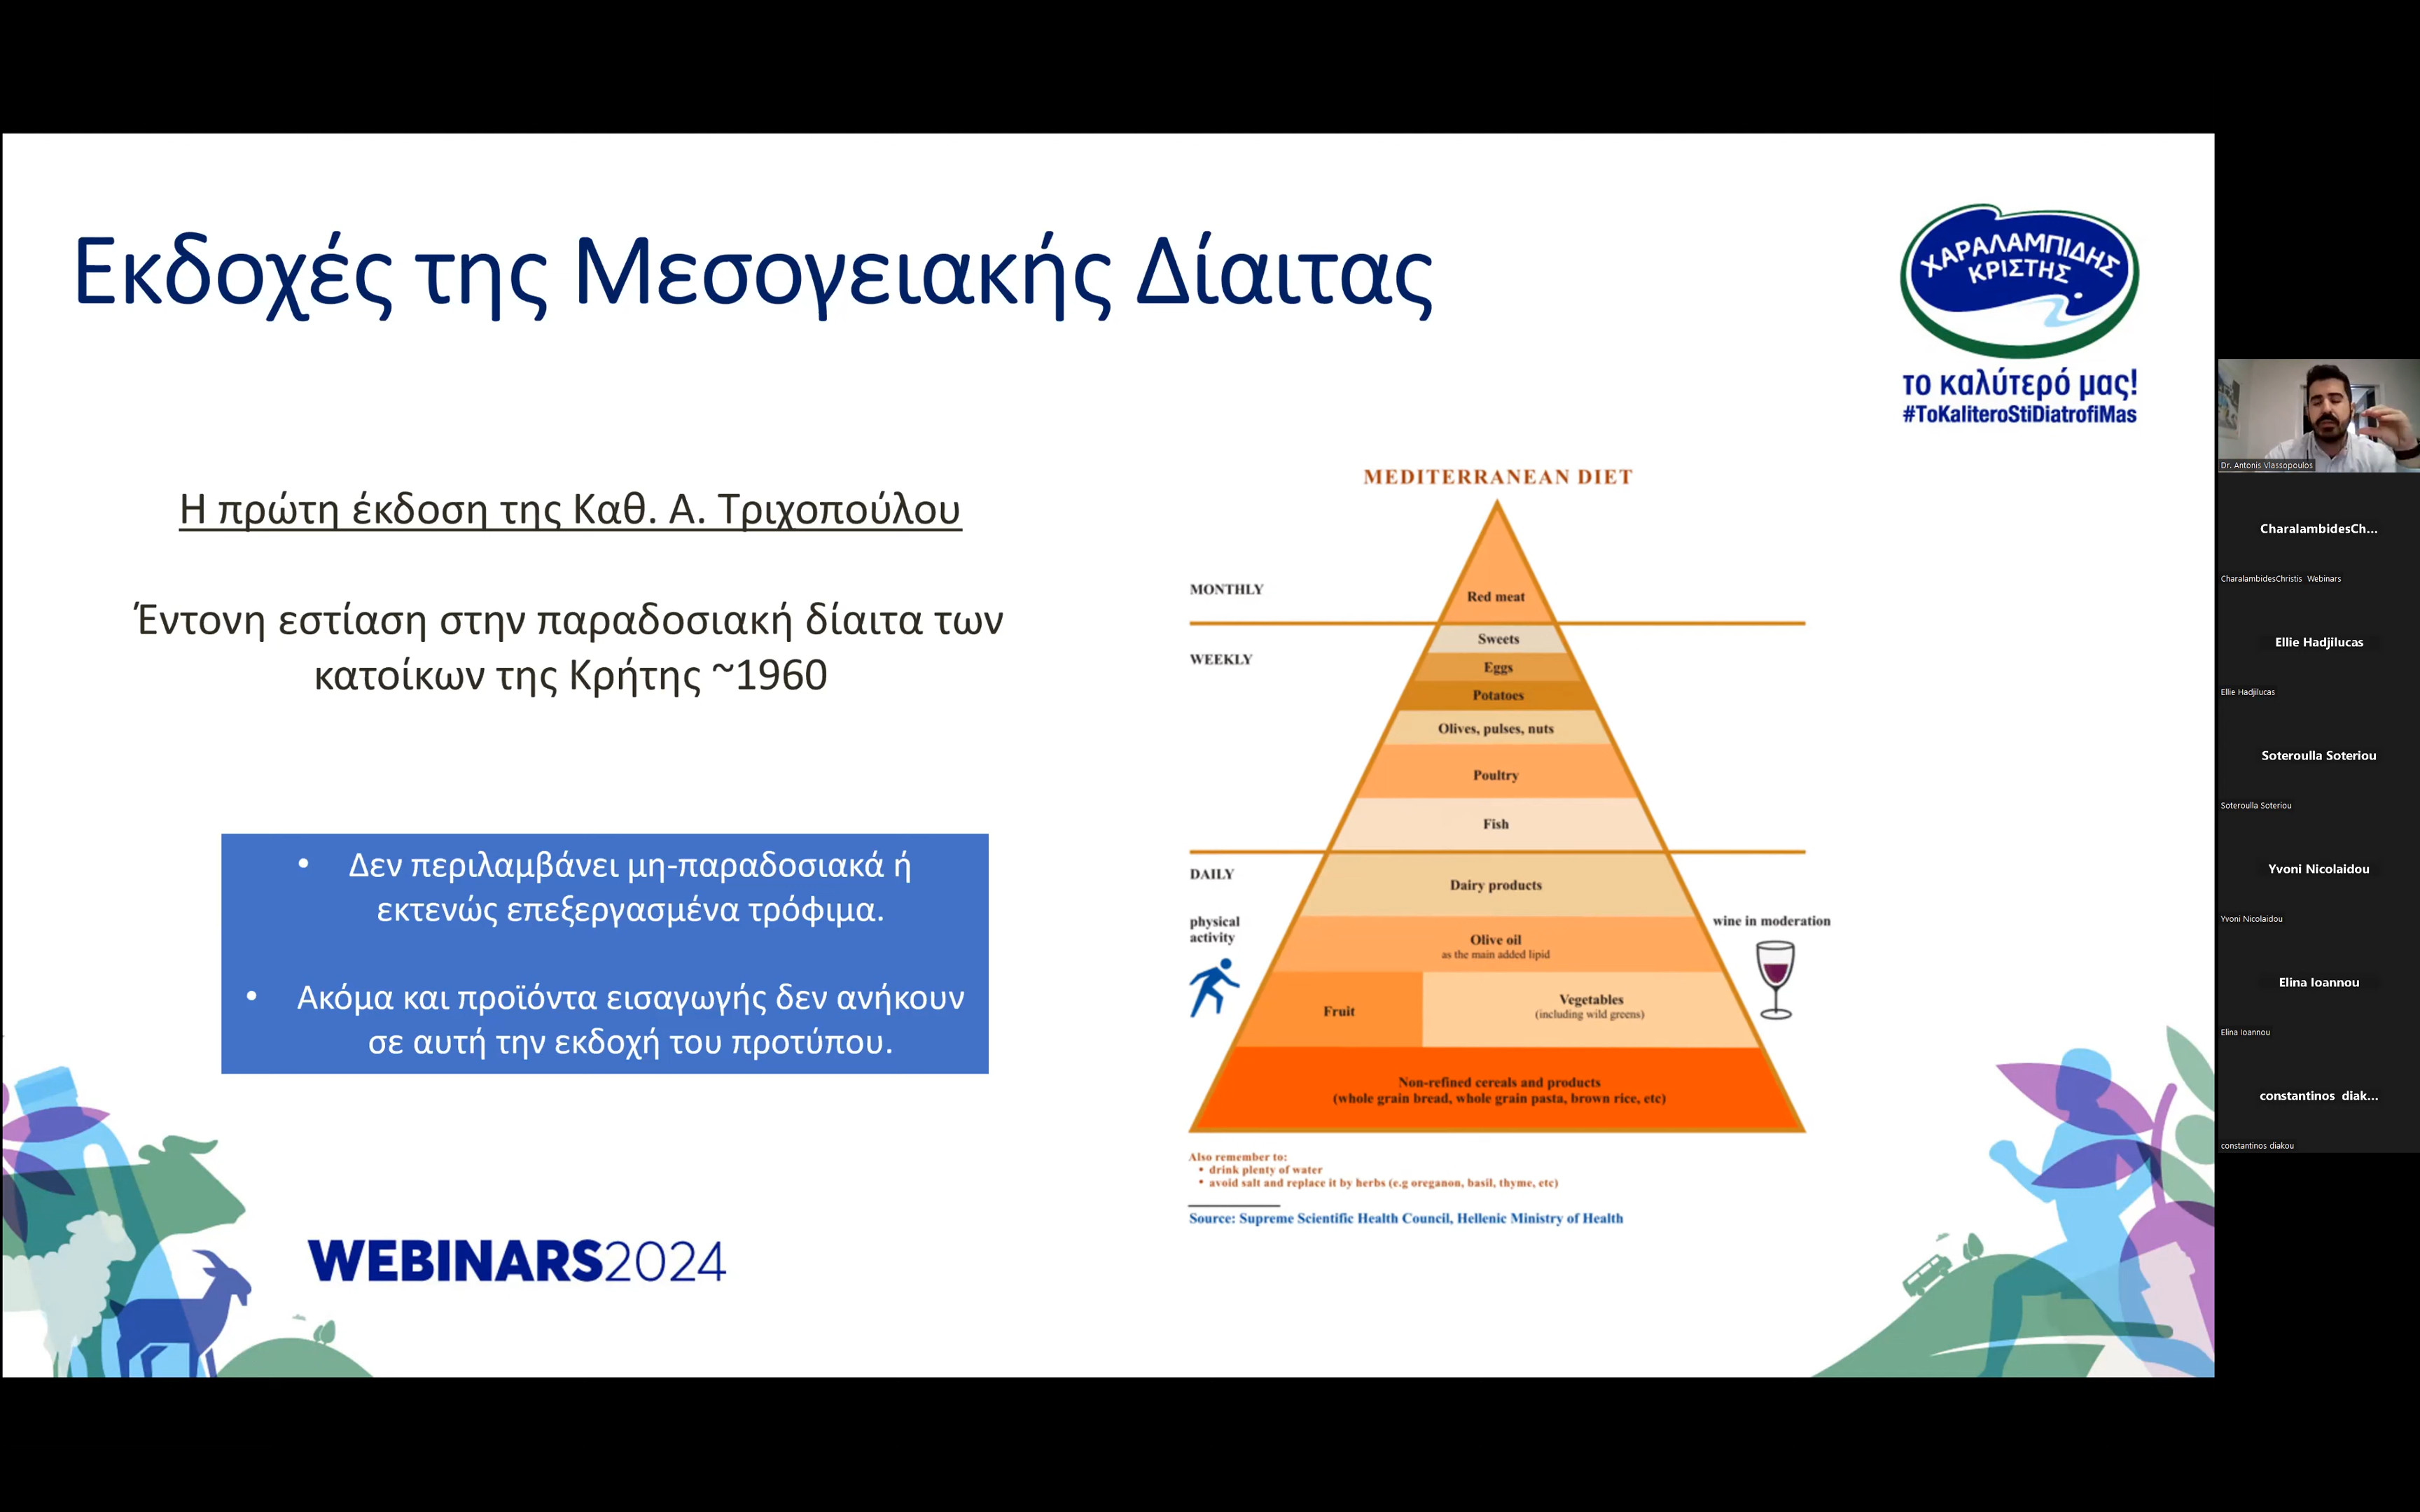 Εκδοχές της Μεσογειακής Δίαιτας
ΧΑΡΑΛΑΜΠΙΔΗΣ
ΚΡΙΣΤΗΣ
το καλύτερό μας!
#ToKaliteroStiDiatrofiMas
Η πρώτη έκδοση της Καθ. Α. Τριχοπούλου
Έντονη εστίαση στην παραδοσιακή δίαιτα των
κατοίκων της Κρήτης ~1960
• Δεν περιλαμβάνει μη-παραδοσιακά ή
εκτενώς επεξεργασμένα τρόφιμα.
• Ακόμα και προϊόντα εισαγωγής δεν ανήκουν
σε αυτή την εκδοχή του προτύπου.
WEBINARS2024
MEDITERRANEAN DIET
MONTHLY
Red meat
WEEKLY
Sweets
Eggs
Potatoes
Olives, pulses, nuts
Poultry
Fish
DAILY
Dairy products
physical
activity
wine in moderation
Olive oil
as the main added lipid
Fruit
Vegetables
(including wild greens)
Non-refined cereals and products
(whole grain bread, whole grain pasta, brown rice, etc)
Also remember to:
• drink plenty of water
• avoid salt and replace it by herbs (e.g oreganon, basil, thyme, etc)
Source: Supreme Scientific Health Council, Hellenic Ministry of Health
Dr. Antonis Vlassopoulos
CharalambidesCh...
CharalambidesChristis Webinars
Ellie Hadjilucas
Ellie Hadjilucas
Soteroulla Soteriou
Soteroulla Soteriou
Yvoni Nicolaidou
Yvoni Nicolaidou
Elina Ioannou
Elina Ioannou
constantinos diak...
constantinos diakou